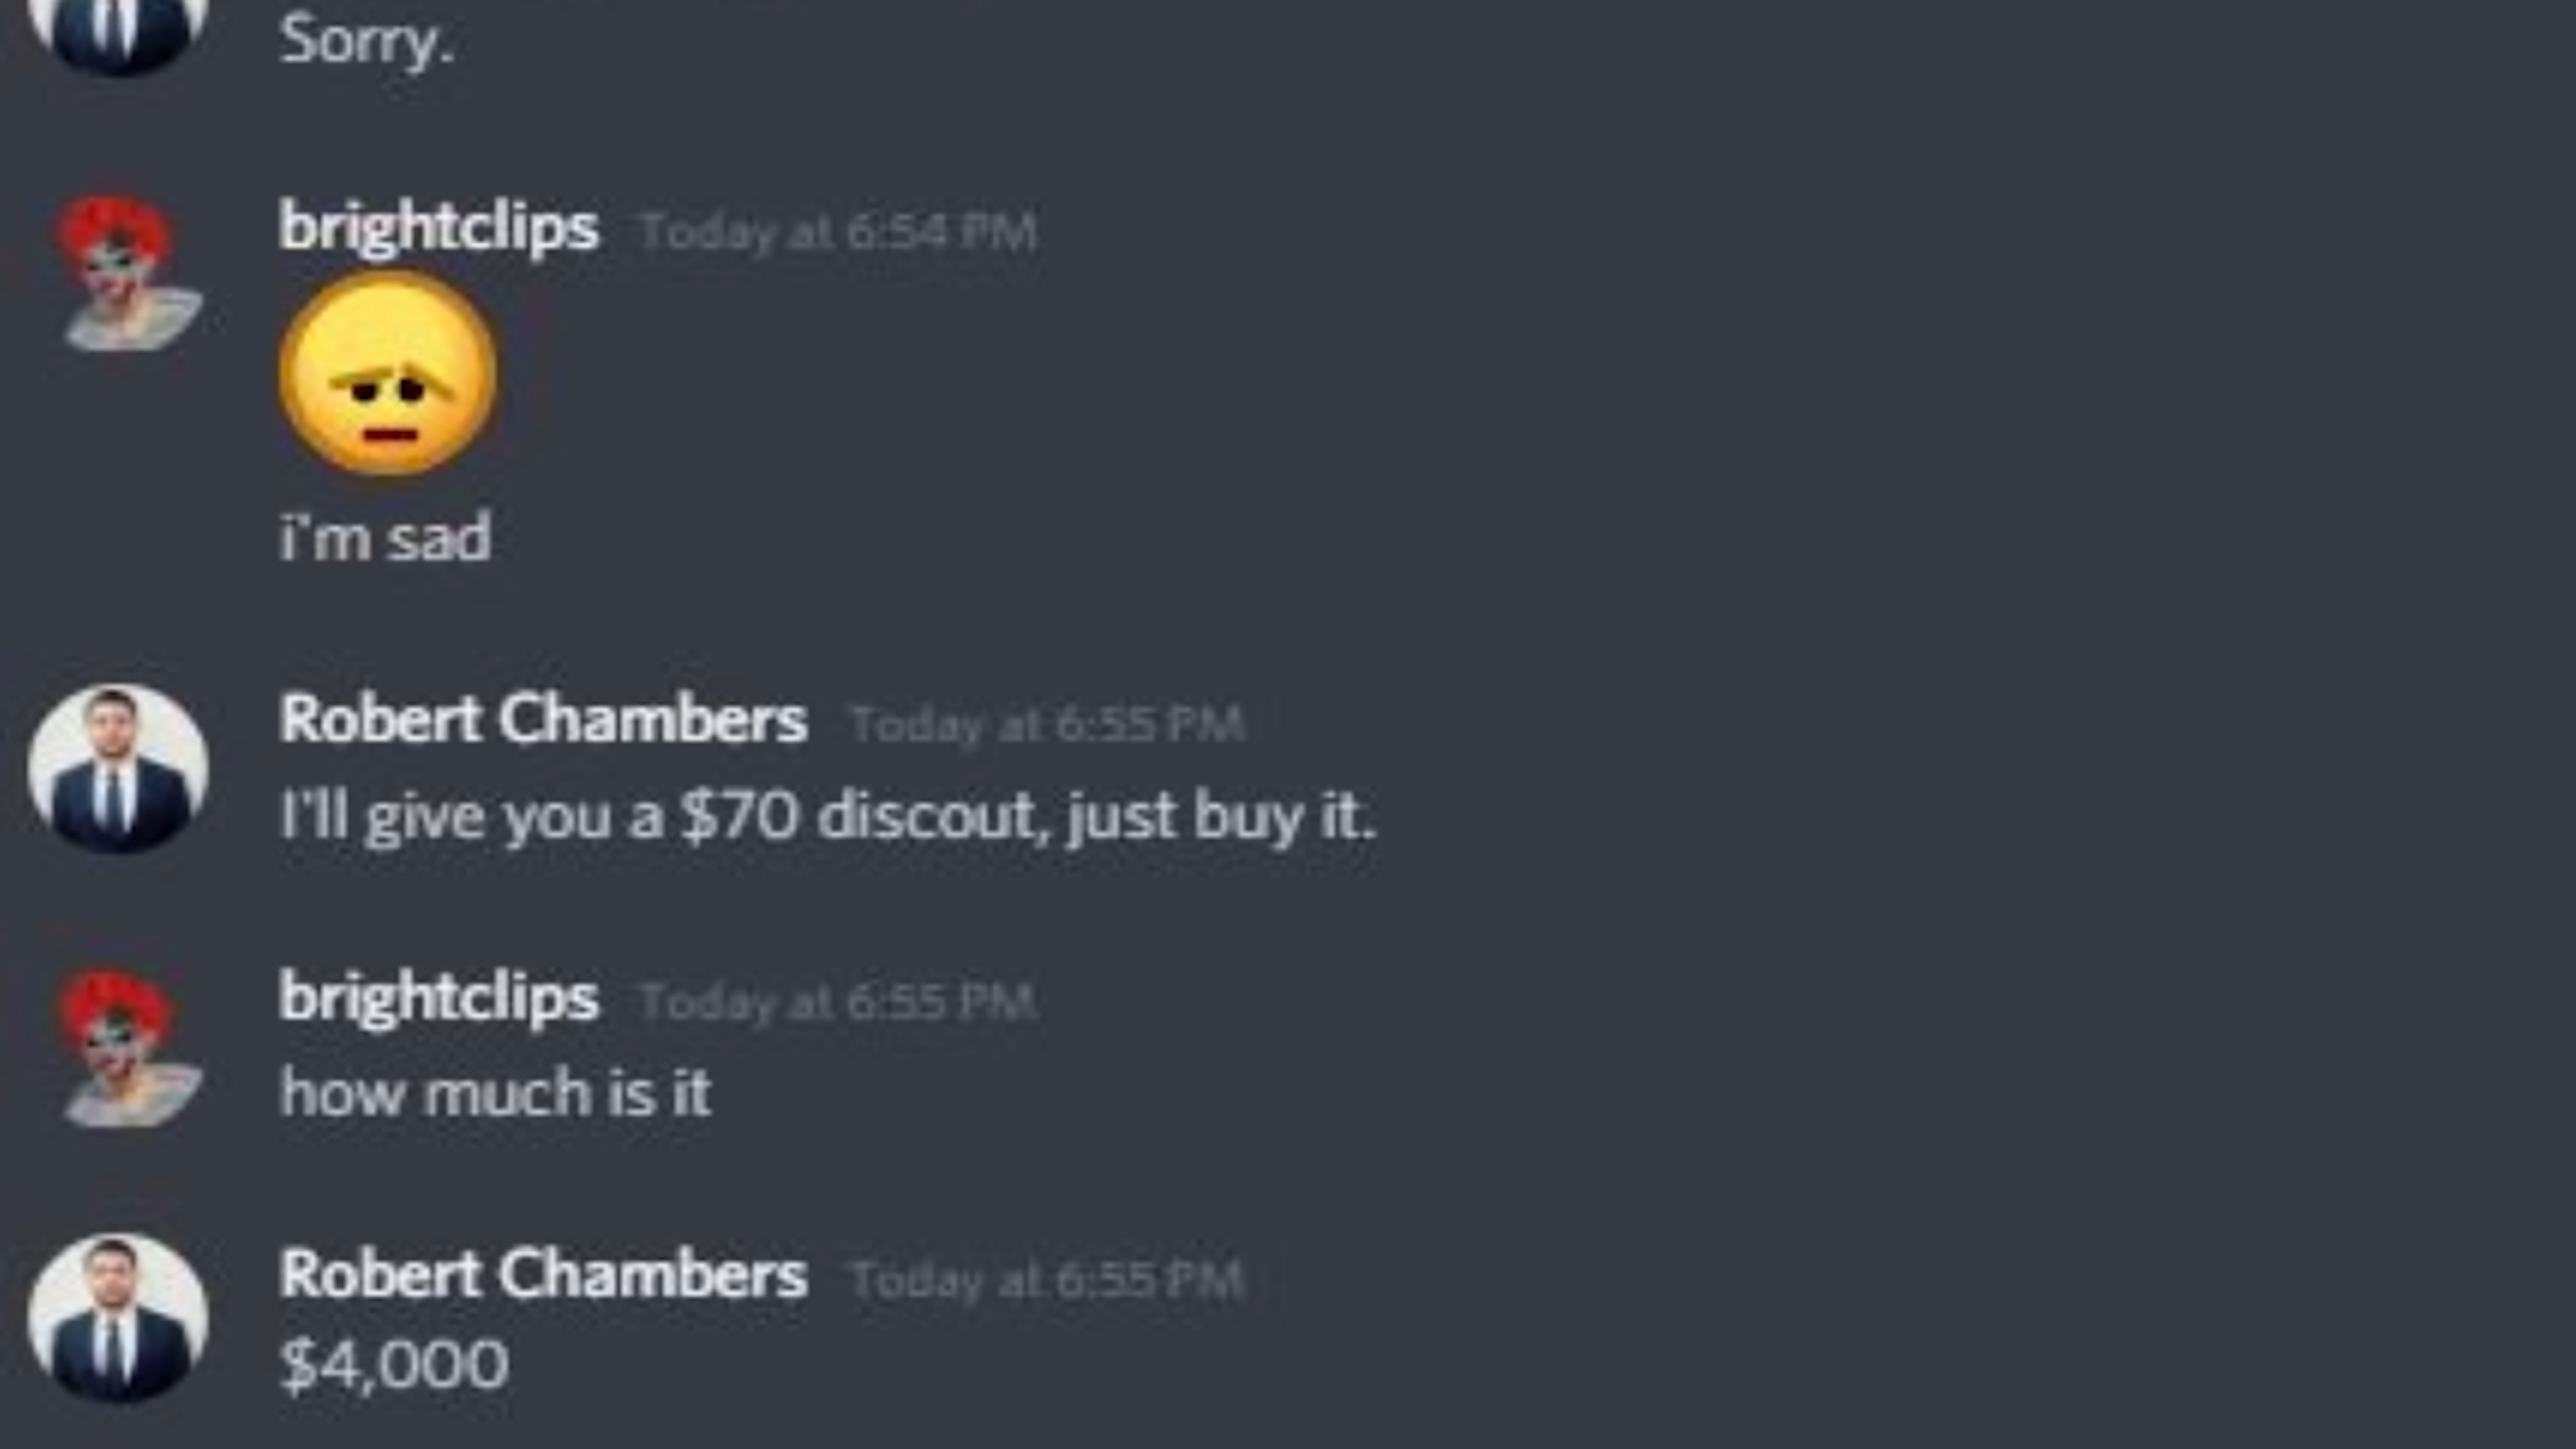 Sorry.
brightclips Today at 6:54 PM
i'm sad
Robert Chambers Today at 6:55 PM
I'll give you a $70 discout, just buy it.
brightclips Today at 6:55 PM
how much is it
Robert Chambers Today at 6:55 PM
$4,000